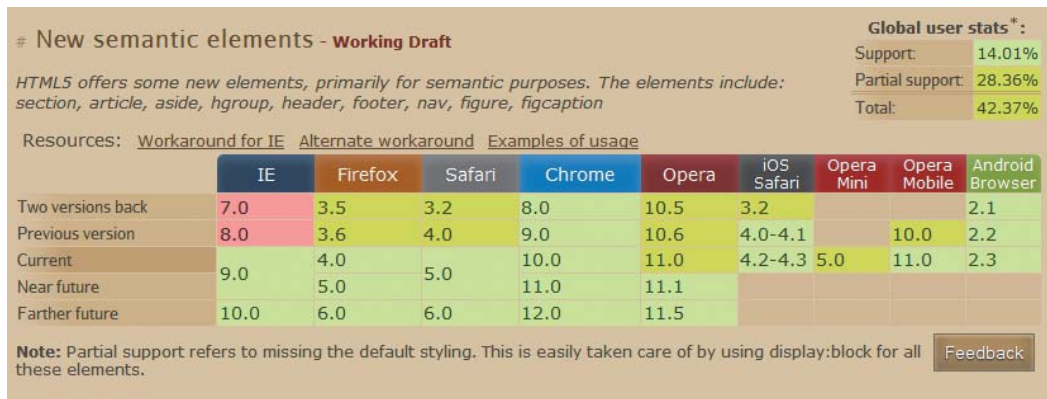 # New semantic elements - Working Draft
Global user stats*:
Support: 14.01%
Partial support: 28.36%
Total: 42.37%
HTML5 offers some new elements, primarily for semantic purposes. The elements include:
section, article, aside, hgroup, header, footer, nav, figure, figcaption
Resources: Workaround for IE Alternate workaround Examples of usage
IE Firefox Safari Chrome Opera iOS Safari Opera Mini Opera Mobile Android Browser
Two versions back 7.0 3.5 3.2 8.0 10.5 3.2 2.1
Previous version 8.0 3.6 4.0 9.0 10.6 4.0-4.1 10.0 2.2
Current 9.0 4.0 5.0 10.0 11.0 4.2-4.3 5.0 11.0 2.3
Near future 5.0 11.0 11.1
Farther future 10.0 6.0 6.0 12.0 11.5
Note: Partial support refers to missing the default styling. This is easily taken care of by using display:block for all
these elements.
Feedback